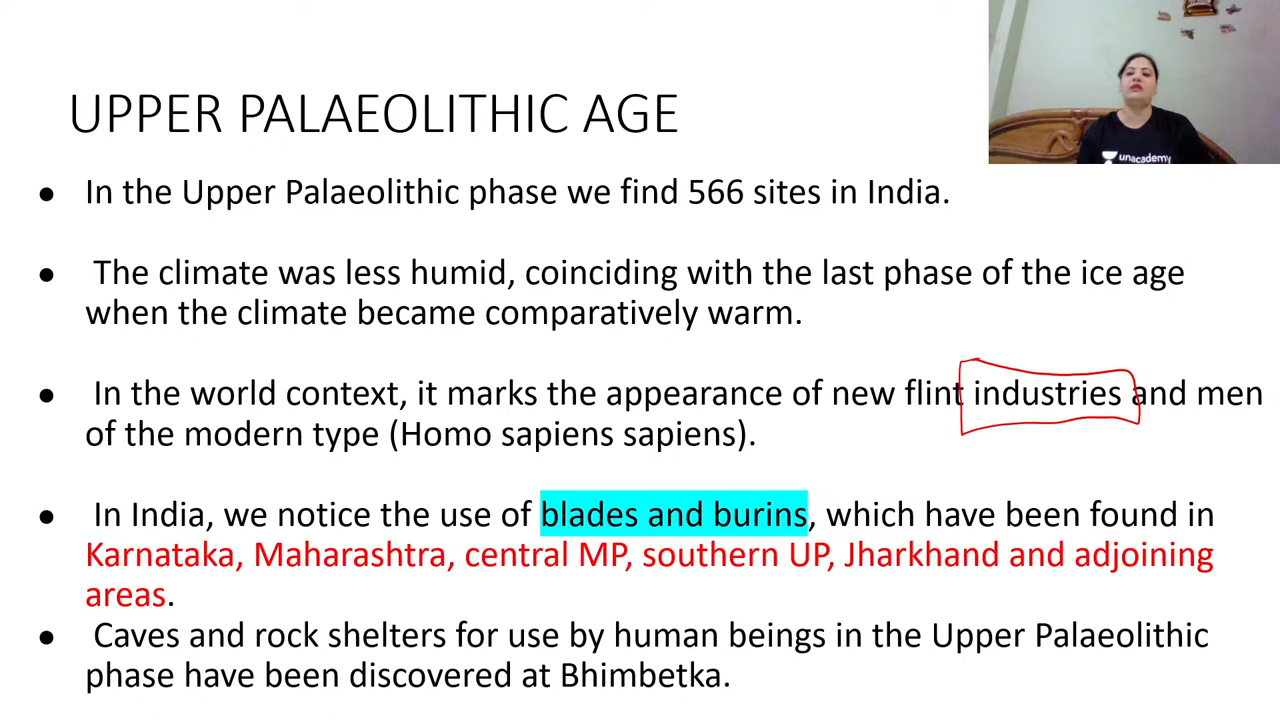 unacademy
UPPER PALAEOLITHIC AGE
● In the Upper Palaeolithic phase we find 566 sites in India.
● The climate was less humid, coinciding with the last phase of the ice age
when the climate became comparatively warm.
● In the world context, it marks the appearance of new flint industries and men
of the modern type (Homo sapiens sapiens).
● In India, we notice the use of blades and burins, which have been found in
Karnataka, Maharashtra, central MP, southern UP, Jharkhand and adjoining
areas.
● Caves and rock shelters for use by human beings in the Upper Palaeolithic
phase have been discovered at Bhimbetka.